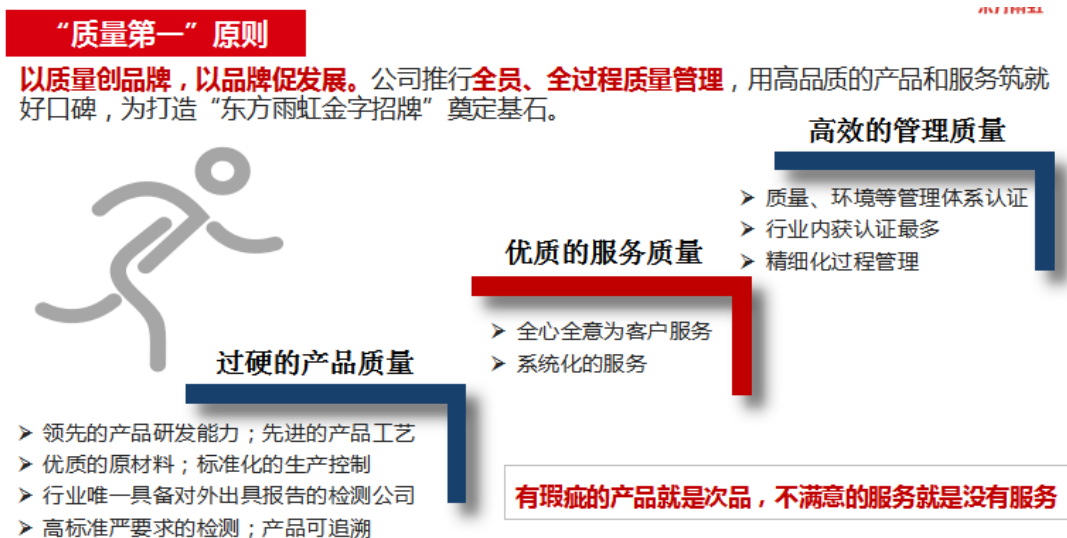 “质量第一”原则
以质量创品牌，以品牌促发展。公司推行全员、全过程质量管理，用高品质的产品和服务筑就
好口碑，为打造“东方雨虹金字招牌”奠定基石。
高效的管理质量
➢ 质量、环境等管理体系认证
➢ 行业内获认证最多
➢ 精细化过程管理
优质的服务质量
➢ 全心全意为客户服务
➢ 系统化的服务
过硬的产品质量
➢ 领先的产品研发能力；先进的产品工艺
➢ 优质的原材料；标准化的生产控制
➢ 行业唯一具备对外出具报告的检测公司
➢ 高标准严要求的检测；产品可追溯
有瑕疵的产品就是次品，不满意的服务就是没有服务